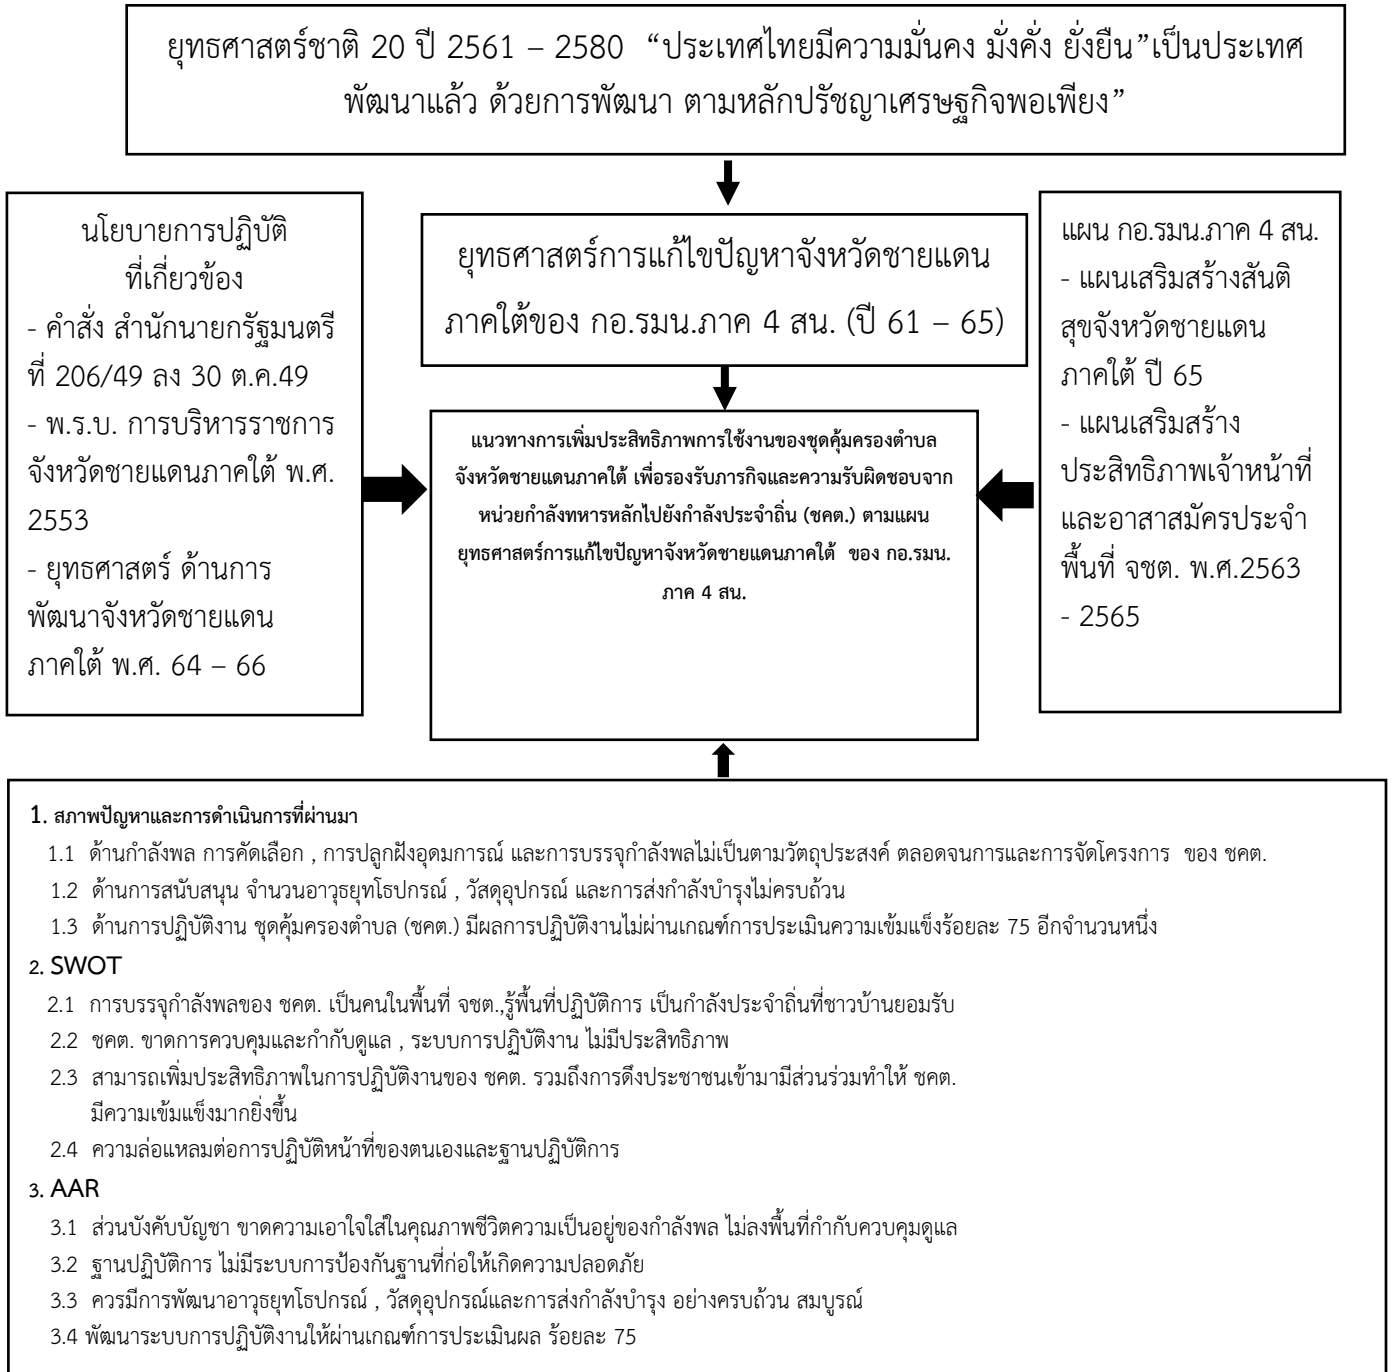 ยุทธศาสตร์ชาติ 20 ปี 2561 – 2580 “ประเทศไทยมีความมั่นคง มั่งคั่ง ยั่งยืน”เป็นประเทศ
พัฒนาแล้ว ด้วยการพัฒนา ตามหลักปรัชญาเศรษฐกิจพอเพียง”
นโยบายการปฏิบัติ
ที่เกี่ยวข้อง
- คำสั่ง สำนักนายกรัฐมนตรี
ที่ 206/49 ลง 30 ต.ค.49
- พ.ร.บ. การบริหารราชการ
จังหวัดชายแดนภาคใต้ พ.ศ.
2553
- ยุทธศาสตร์ ด้านการ
พัฒนาจังหวัดชายแดน
ภาคใต้ พ.ศ. 64 – 66
ยุทธศาสตร์การแก้ไขปัญหาจังหวัดชายแดน
ภาคใต้ของ กอ.รมน.ภาค 4 สน. (ปี 61 – 65)
แนวทางการเพิ่มประสิทธิภาพการใช้งานของชุดคุ้มครองตำบล
จังหวัดชายแดนภาคใต้ เพื่อรองรับภารกิจและความรับผิดชอบจาก
หน่วยกำลังทหารหลักไปยังกำลังประจำถิ่น (ชคต.) ตามแผน
ยุทธศาสตร์การแก้ไขปัญหาจังหวัดชายแดนภาคใต้ ของ กอ.รมน.
ภาค 4 สน.
แผน กอ.รมน.ภาค 4 สน.
- แผนเสริมสร้างสันติ
สุขจังหวัดชายแดน
ภาคใต้ ปี 65
- แผนเสริมสร้าง
ประสิทธิภาพเจ้าหน้าที่
และอาสาสมัครประจำ
พื้นที่ จชต. พ.ศ.2563
- 2565
1. สภาพปัญหาและการดำเนินการที่ผ่านมา
1.1 ด้านกำลังพล การคัดเลือก , การปลูกฝังอุดมการณ์ และการบรรจุกำลังพลไม่เป็นตามวัตถุประสงค์ ตลอดจนการและการจัดโครงการ ของ ชคต.
1.2 ด้านการสนับสนุน จำนวนอาวุธยุทโธปกรณ์ , วัสดุอุปกรณ์ และการส่งกำลังบำรุงไม่ครบถ้วน
1.3 ด้านการปฏิบัติงาน ชุดคุ้มครองตำบล (ชคต.) มีผลการปฏิบัติงานไม่ผ่านเกณฑ์การประเมินความเข้มแข็งร้อยละ 75 อีกจำนวนหนึ่ง
2. SWOT
2.1 การบรรจุกำลังพลของ ชคต. เป็นคนในพื้นที่ จชต.,รู้พื้นที่ปฏิบัติการ เป็นกำลังประจำถิ่นที่ชาวบ้านยอมรับ
2.2 ชคต. ขาดการควบคุมและกำกับดูแล , ระบบการปฏิบัติงาน ไม่มีประสิทธิภาพ
2.3 สามารถเพิ่มประสิทธิภาพในการปฏิบัติงานของ ชคต. รวมถึงการดึงประชาชนเข้ามามีส่วนร่วมทำให้ ชคต.
มีความเข้มแข็งมากยิ่งขึ้น
2.4 ความล่อแหลมต่อการปฏิบัติหน้าที่ของตนเองและฐานปฏิบัติการ
3. AAR
3.1 ส่วนบังคับบัญชา ขาดความเอาใจใส่ในคุณภาพชีวิตความเป็นอยู่ของกำลังพล ไม่ลงพื้นที่กำกับควบคุมดูแล
3.2 ฐานปฏิบัติการ ไม่มีระบบการป้องกันฐานที่ก่อให้เกิดความปลอดภัย
3.3 ควรมีการพัฒนาอาวุธยุทโธปกรณ์ , วัสดุอุปกรณ์และการส่งกำลังบำรุง อย่างครบถ้วน สมบูรณ์
3.4 พัฒนาระบบการปฏิบัติงานให้ผ่านเกณฑ์การประเมินผล ร้อยละ 75